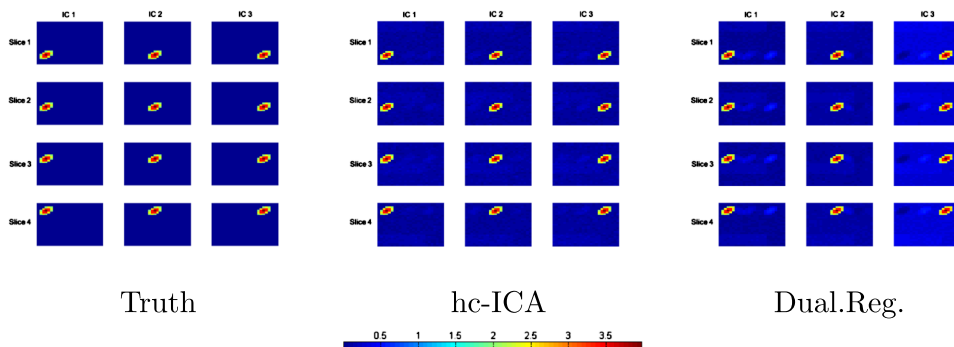 IC 1 IC 2 IC 3 IC 1 IC 2 IC 3 IC 1 IC 2 IC 3
Slice 1 Slice 1 Slice 1
Slice 2 Slice 2 Slice 2
Slice 3 Slice 3 Slice 3
Slice 4 Slice 4 Slice 4
Truth hc-ICA Dual.Reg.
0.5 1 1.5 2 2.5 3 3.5